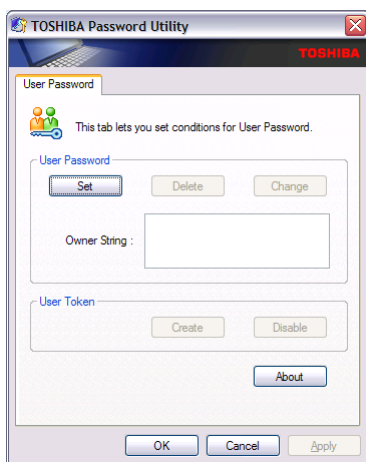 TOSHIBA Password Utility
TOSHIBA
User Password
This tab lets you set conditions for User Password.
User Password
Set Delete Change
Owner String :
User Token
Create Disable
About
OK Cancel Apply